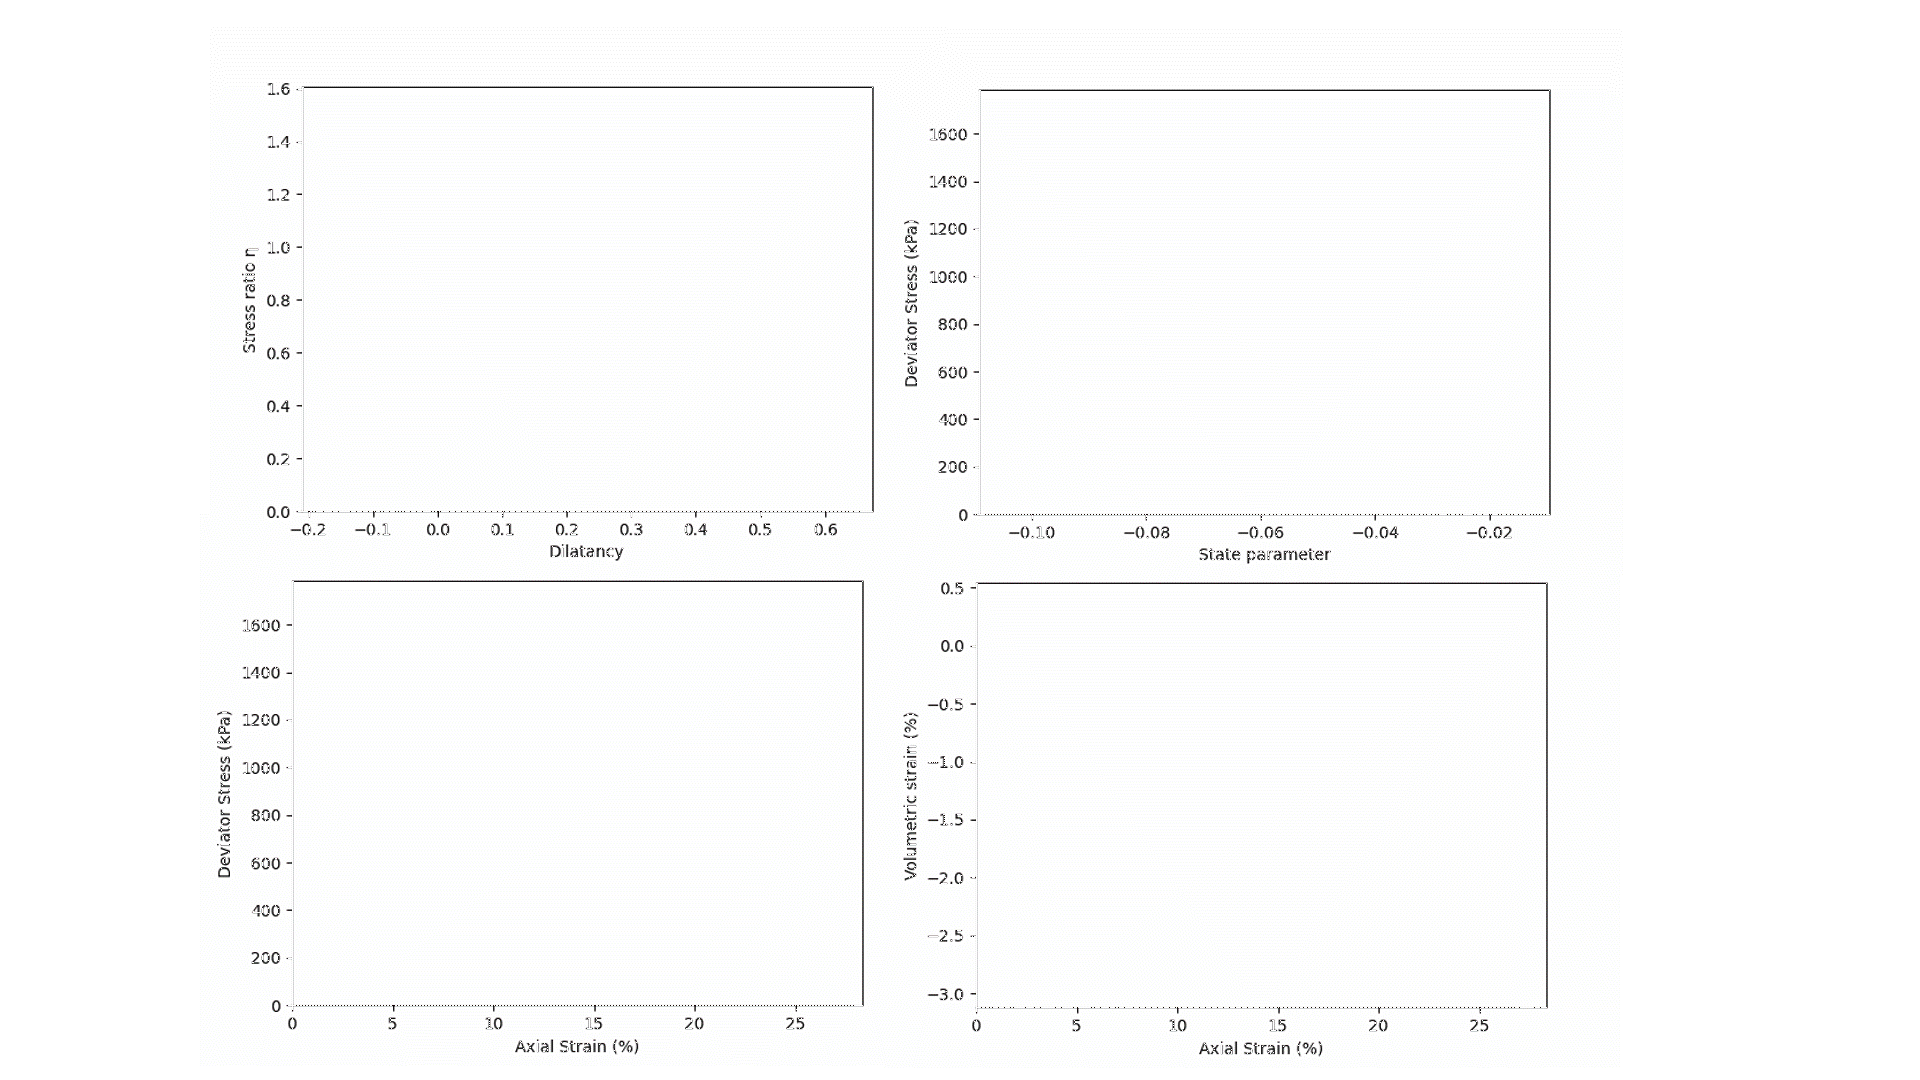 1.6
1.4
1.2
1.0
0.8
0.6
0.4
0.2
0.0
Stress ratio η
−0.2 −0.1 0.0 0.1 0.2 0.3 0.4 0.5 0.6
Dilatancy
1600
1400
1200
1000
800
600
400
200
0
Deviator Stress (kPa)
−0.10 −0.08 −0.06 −0.04 −0.02
State parameter
1600
1400
1200
1000
800
600
400
200
0
Deviator Stress (kPa)
0 5 10 15 20 25
Axial Strain (%)
0.5
0.0
−0.5
−1.0
−1.5
−2.0
−2.5
−3.0
Volumetric strain (%)
0 5 10 15 20 25
Axial Strain (%)